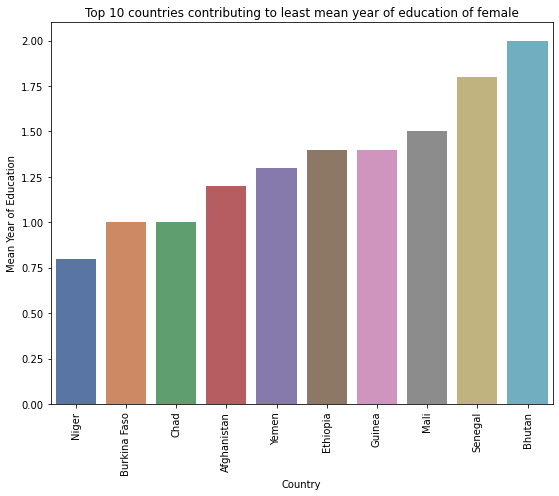 Top 10 countries contributing to least mean year of education of female
Mean Year of Education
2.00
1.75
1.50
1.25
1.00
0.75
0.50
0.25
0.00
Niger
Burkina Faso
Chad
Afghanistan
Yemen
Ethiopia
Guinea
Mali
Senegal
Bhutan
Country